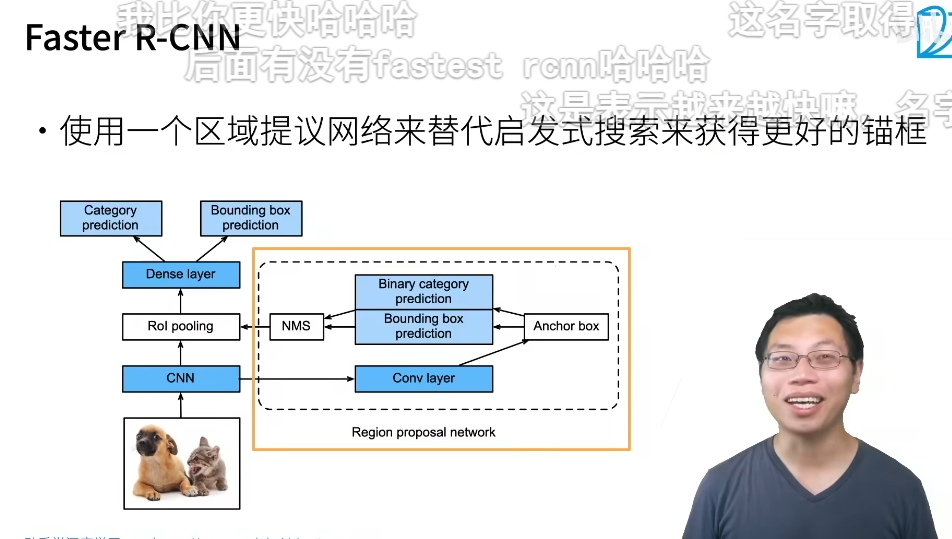 我比你更快哈哈哈
这名字取得
Faster R-CNN
后面有没有fastest rcnn哈哈哈
这是表示越来越快嘛，名字
• 使用一个区域提议网络来替代启发式搜索来获得更好的锚框
Category prediction
Bounding box prediction
Dense layer
Binary category prediction
RoI pooling
NMS
Bounding box prediction
Anchor box
CNN
Conv layer
Region proposal network